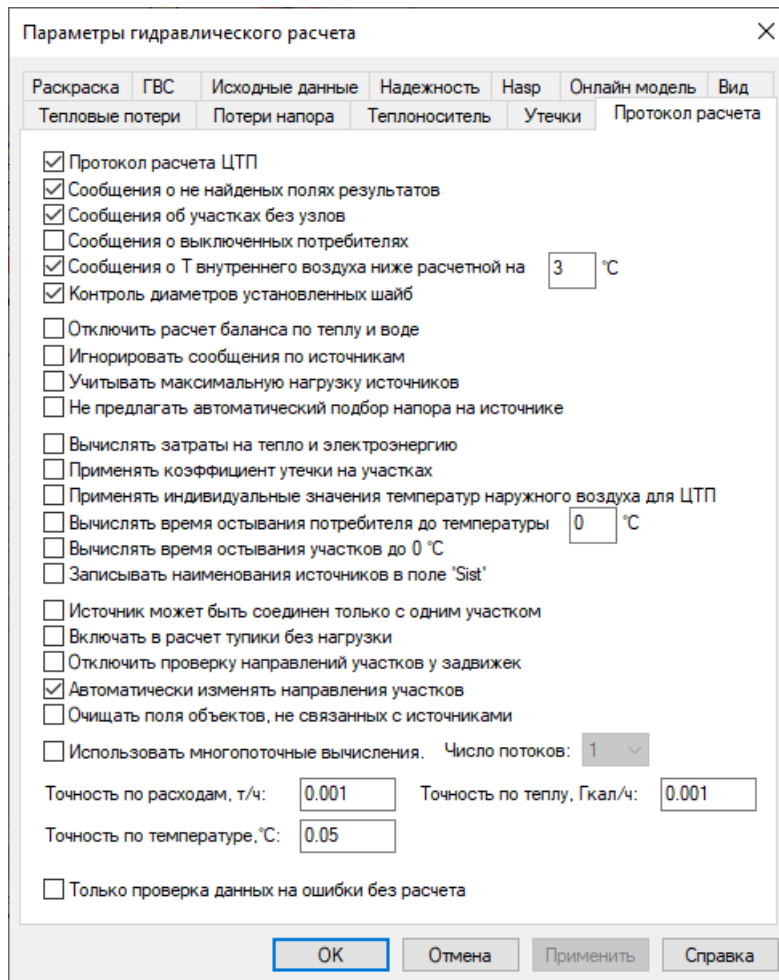 Параметры гидравлического расчета
Раскраска ГВС Исходные данные Надежность Hasp Онлайн модель Вид
Тепловые потери Потери напора Теплоноситель Утечки Протокол расчета
Протокол расчета ЦТП
Сообщения о не найденых полях результатов
Сообщения об участках без узлов
Сообщения о выключенных потребителях
Сообщения о Т внутреннего воздуха ниже расчетной на 3 °C
Контроль диаметров установленных шайб
Отключить расчет баланса по теплу и воде
Игнорировать сообщения по источникам
Учитывать максимальную нагрузку источников
Не предлагать автоматический подбор напора на источнике
Вычислять затраты на тепло и электроэнергию
Применять коэффициент утечки на участках
Применять индивидуальные значения температур наружного воздуха для ЦТП
Вычислять время остывания потребителя до температуры 0 °C
Вычислять время остывания участков до 0 °C
Записывать наименования источников в поле 'Sist'
Источник может быть соединен только с одним участком
Включать в расчет тупики без нагрузки
Отключить проверку направлений участков у задвижек
Автоматически изменять направления участков
Очищать поля объектов, не связанных с источниками
Использовать многопоточные вычисления. Число потоков: 1
Точность по расходам, т/ч: 0.001 Точность по теплу, Гкал/ч: 0.001
Точность по температуре,°C: 0.05
Только проверка данных на ошибки без расчета
OK Отмена Применить Справка